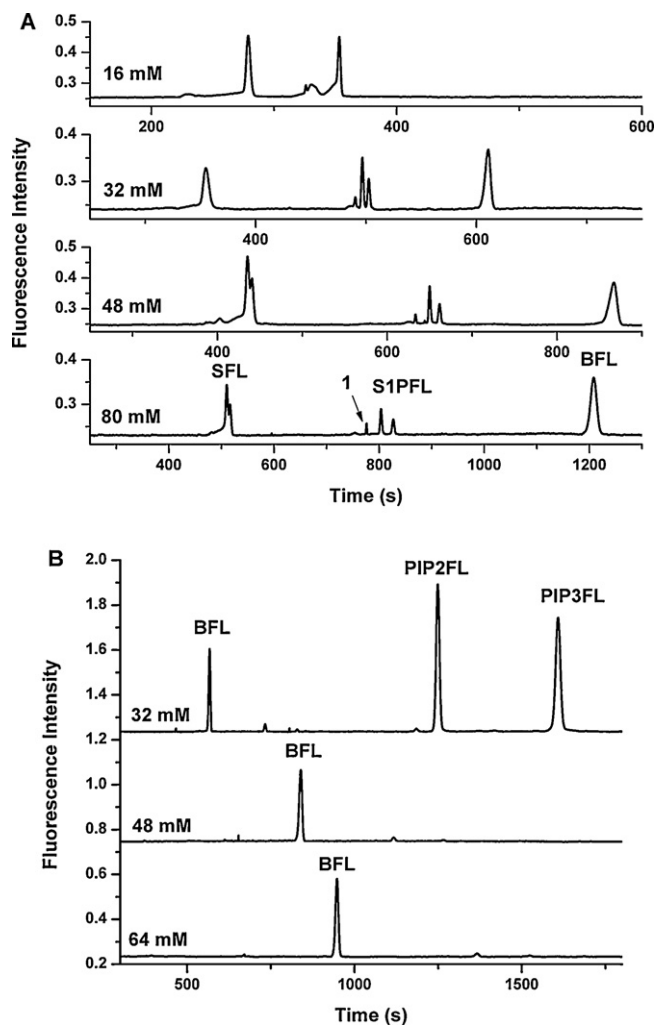 A
0.5
0.4
0.3
16 mM
200 400 600
0.4
0.3
32 mM
400 600
0.5
0.4
0.3
48 mM
400 600 800
0.4
0.3
80 mM
SFL 1 S1PFL BFL
400 600 800 1000 1200
Fluorescence Intensity
Time (s)
B
2.0
1.8
1.6
1.4
1.2
1.0
0.8
0.6
0.4
0.2
BFL PIP2FL PIP3FL
32 mM
BFL
48 mM
BFL
64 mM
500 1000 1500
Fluorescence Intensity
Time (s)